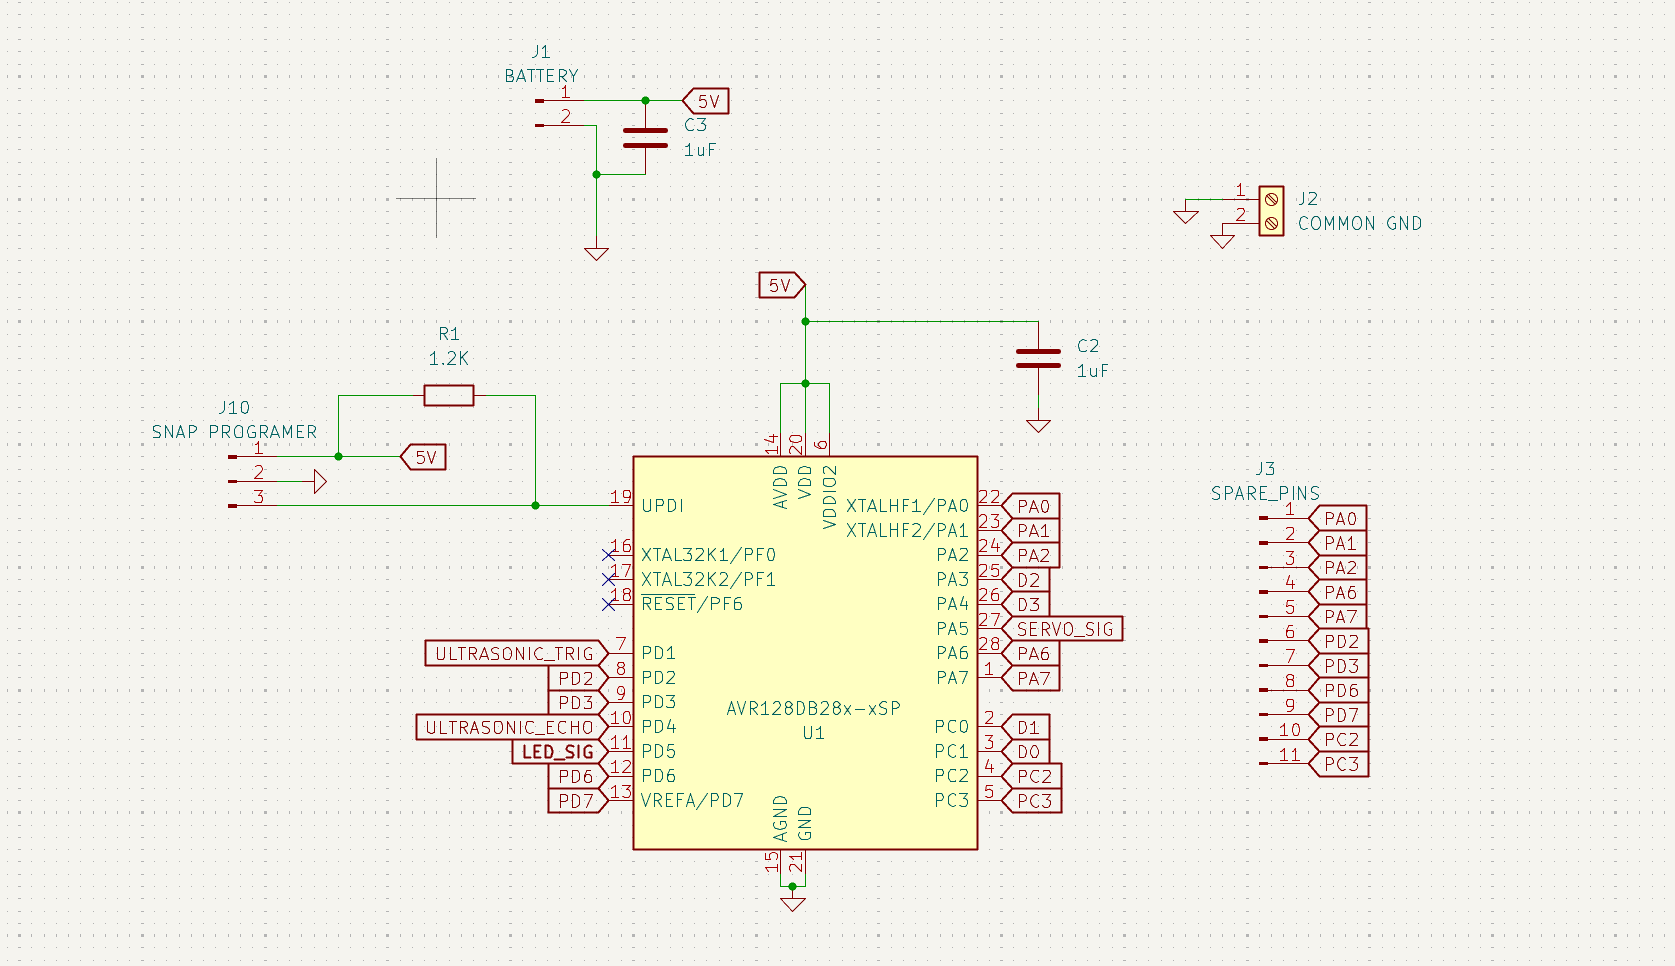 J1
BATTERY
1
2
5V
C3
1uF
1
2
J2
COMMON GND
5V
C2
1uF
R1
1.2K
J10
SNAP PROGRAMER
1
2
3
5V
14
20
6
AVDD
VDD
VDDIO2
19
UPDI
16
XTAL32K1/PF0
17
XTAL32K2/PF1
18
RESET/PF6
ULTRASONIC_TRIG
7
PD1
PD2
8
PD2
PD3
9
PD3
ULTRASONIC_ECHO
10
PD4
LED_SIG
11
PD5
PD6
12
PD6
PD7
13
VREFA/PD7
AVR128DB28x-xSP
U1
XTALHF1/PA0
22
PA0
XTALHF2/PA1
23
PA1
PA2
24
PA2
PA3
25
D2
PA4
26
D3
PA5
27
SERVO_SIG
PA6
28
PA6
PA7
1
PA7
PC0
2
D1
PC1
3
D0
PC2
4
PC2
PC3
5
PC3
AGND
GND
15
21
J3
SPARE_PINS
1
PA0
2
PA1
3
PA2
4
PA6
5
PA7
6
PD2
7
PD3
8
PD6
9
PD7
10
PC2
11
PC3